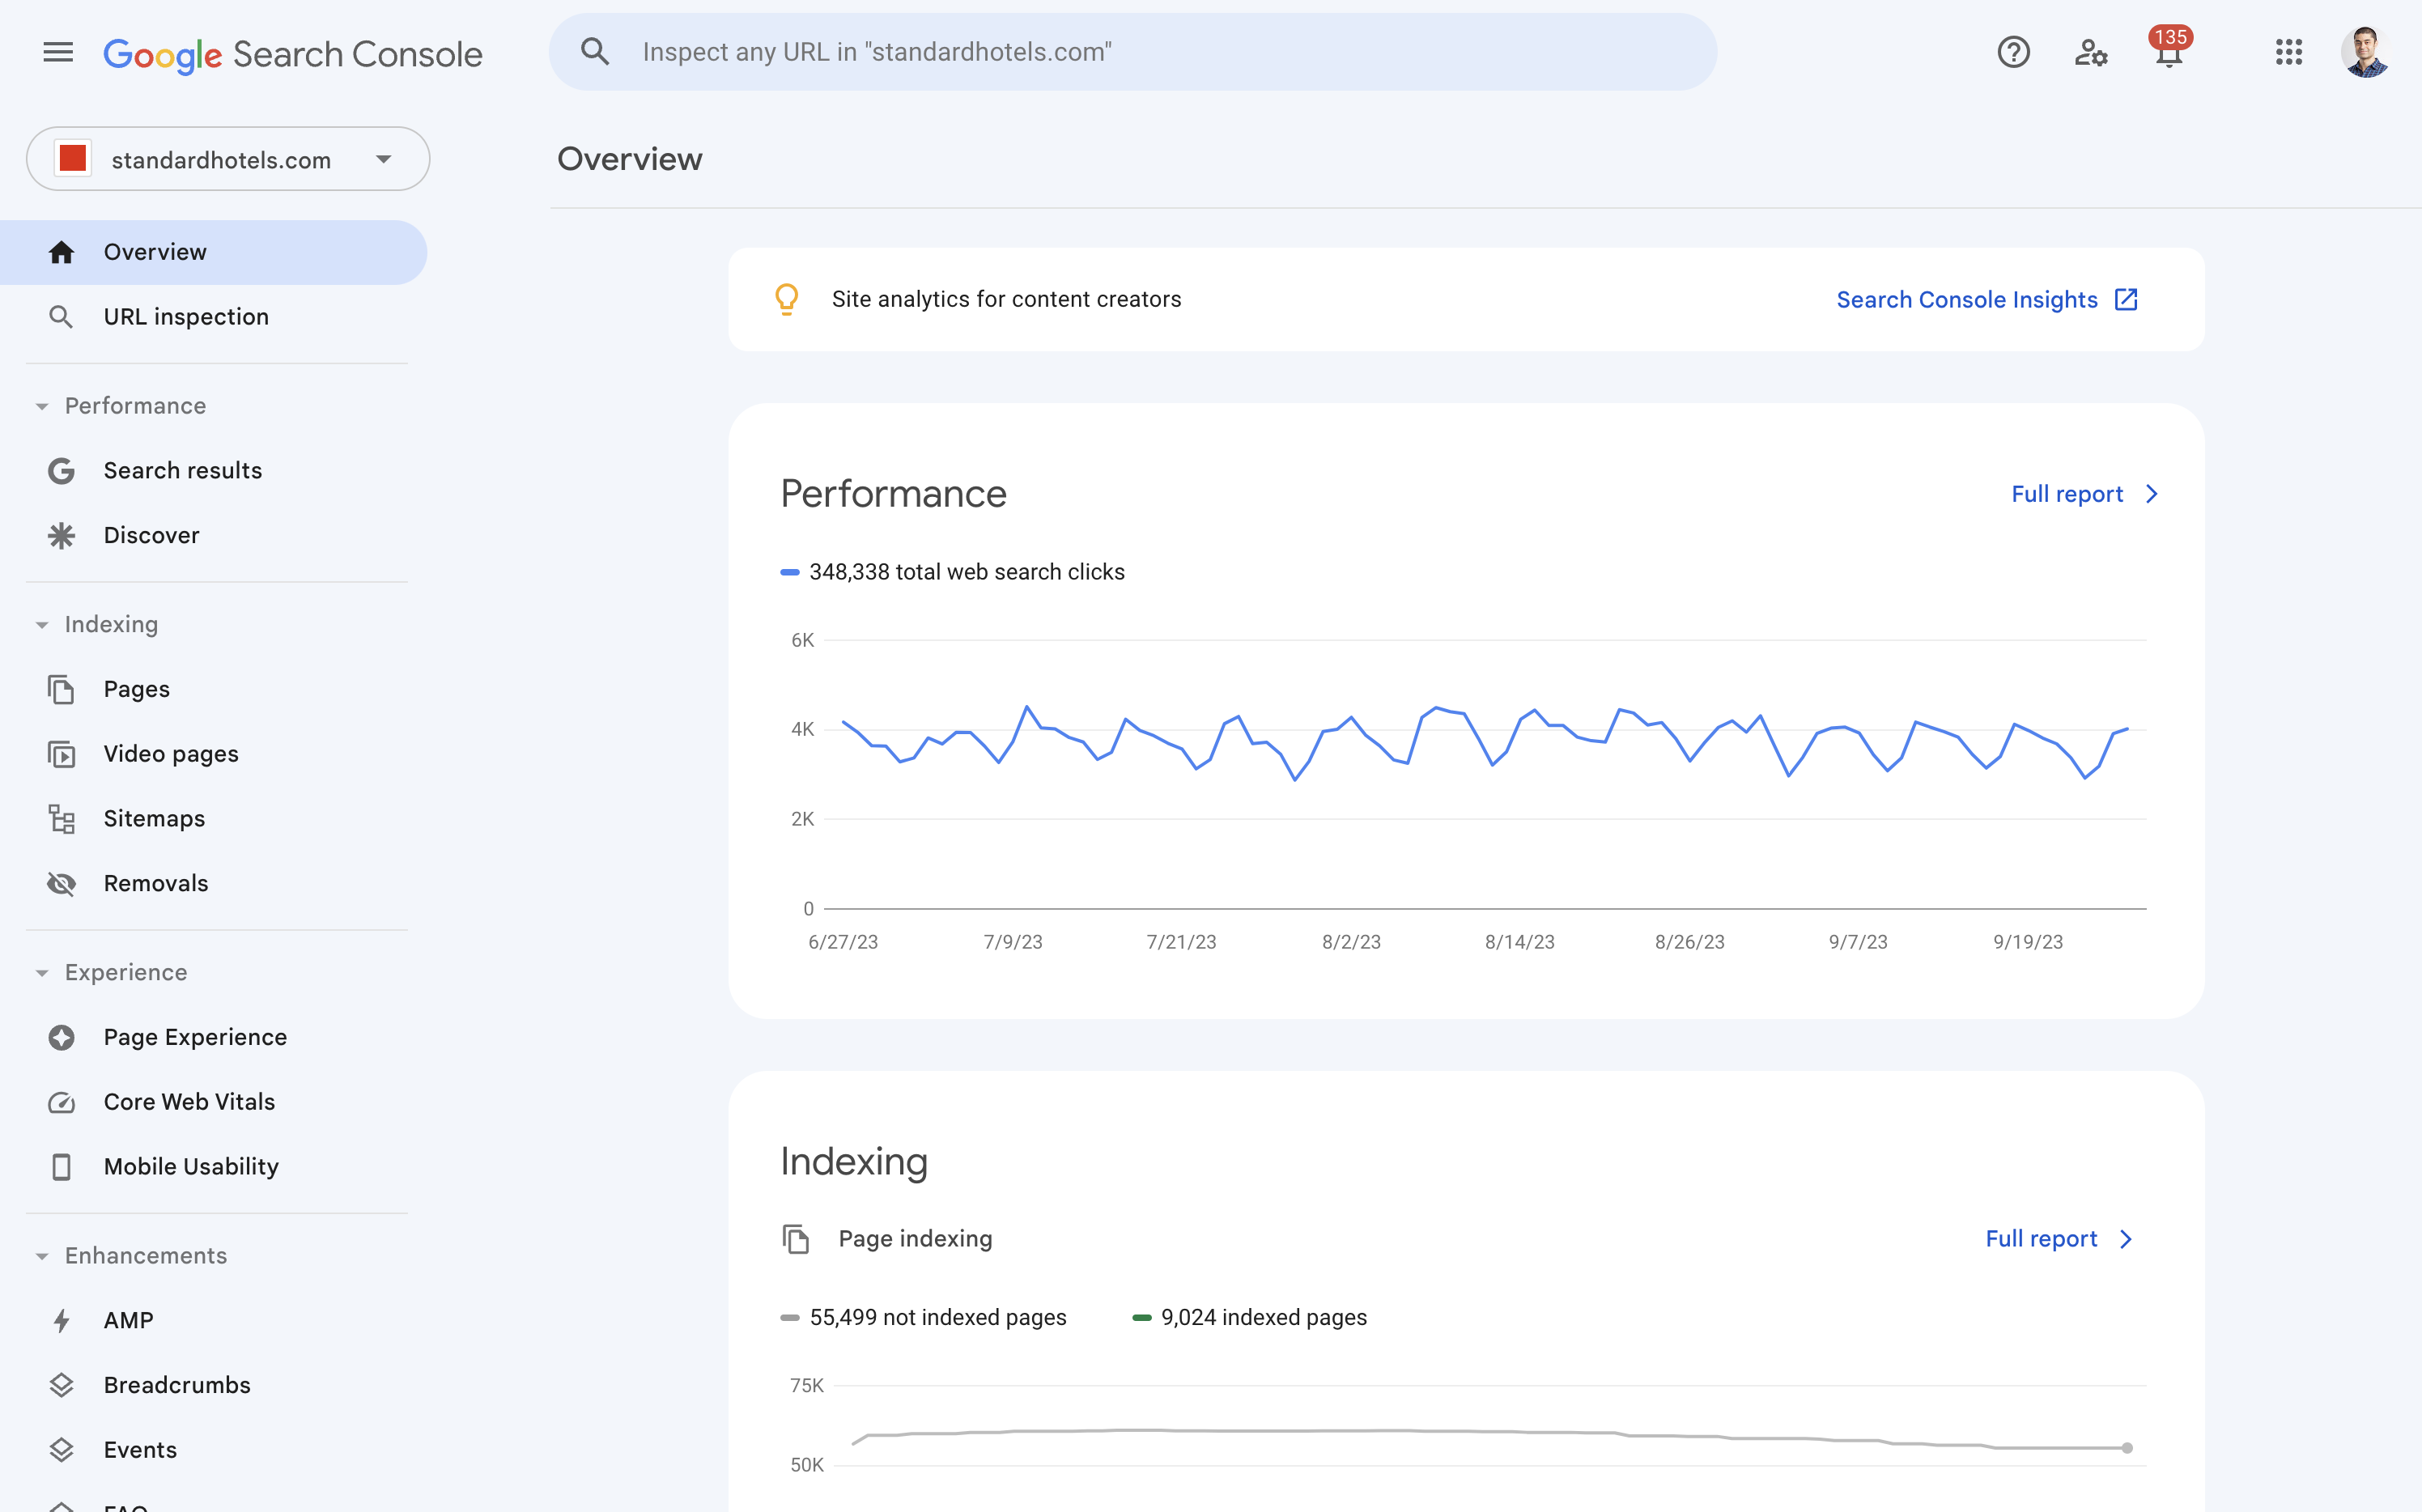 Google Search Console
Inspect any URL in "standardhotels.com"
135
standardhotels.com
Overview
URL inspection
Performance
Search results
Discover
Indexing
Pages
Video pages
Sitemaps
Removals
Experience
Page Experience
Core Web Vitals
Mobile Usability
Enhancements
AMP
Breadcrumbs
Events
Overview
Site analytics for content creators
Search Console Insights
Performance
Full report
348,338 total web search clicks
6K
4K
2K
0
6/27/23 7/9/23 7/21/23 8/2/23 8/14/23 8/26/23 9/7/23 9/19/23
Indexing
Page indexing
Full report
55,499 not indexed pages 9,024 indexed pages
75K
50K